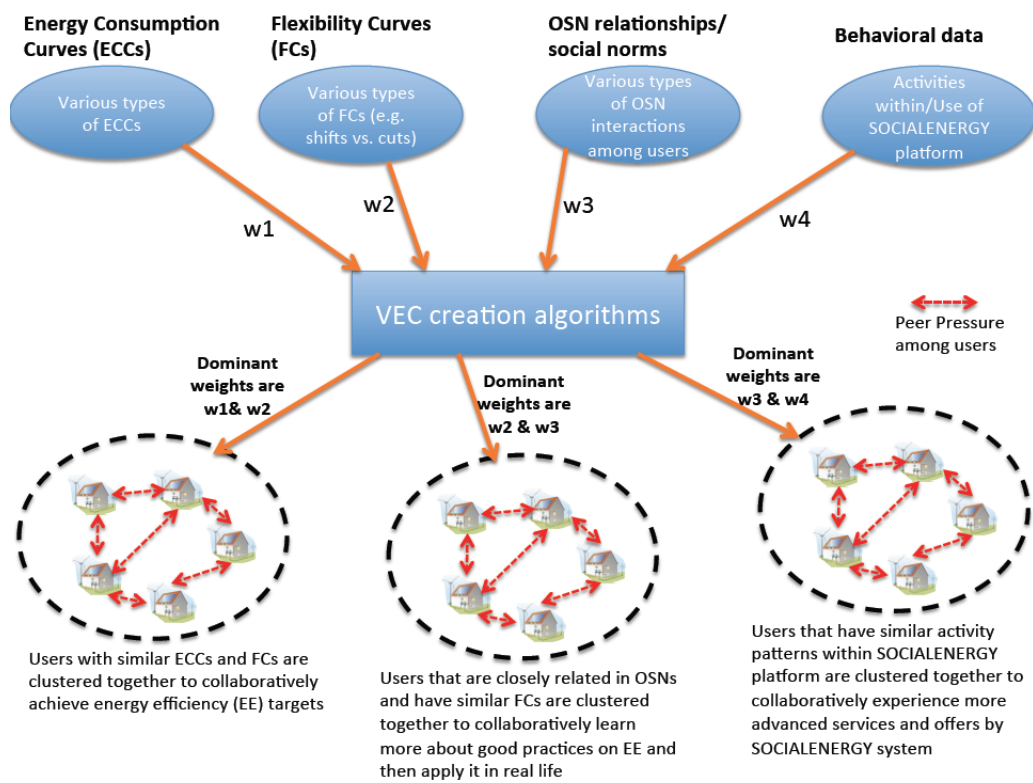 Energy Consumption
Curves (ECCs)
Flexibility Curves
(FCs)
OSN relationships/
social norms
Behavioral data
Various types
of ECCs
Various types
of FCs (e.g.
shifts vs. cuts)
Various types
of OSN
interactions
among users
Activities
within/Use of
SOCIALENERGY
platform
w1
w2
w3
w4
VEC creation algorithms
Peer Pressure
among users
Dominant
weights are
w1& w2
Dominant
weights are
w2 & w3
Dominant
weights are
w3 & w4
Users with similar ECCs and FCs are
clustered together to collaboratively
achieve energy efficiency (EE) targets
Users that are closely related in OSNs
and have similar FCs are clustered
together to collaboratively learn
more about good practices on EE and
then apply it in real life
Users that have similar activity
patterns within SOCIALENERGY
platform are clustered together to
collaboratively experience more
advanced services and offers by
SOCIALENERGY system